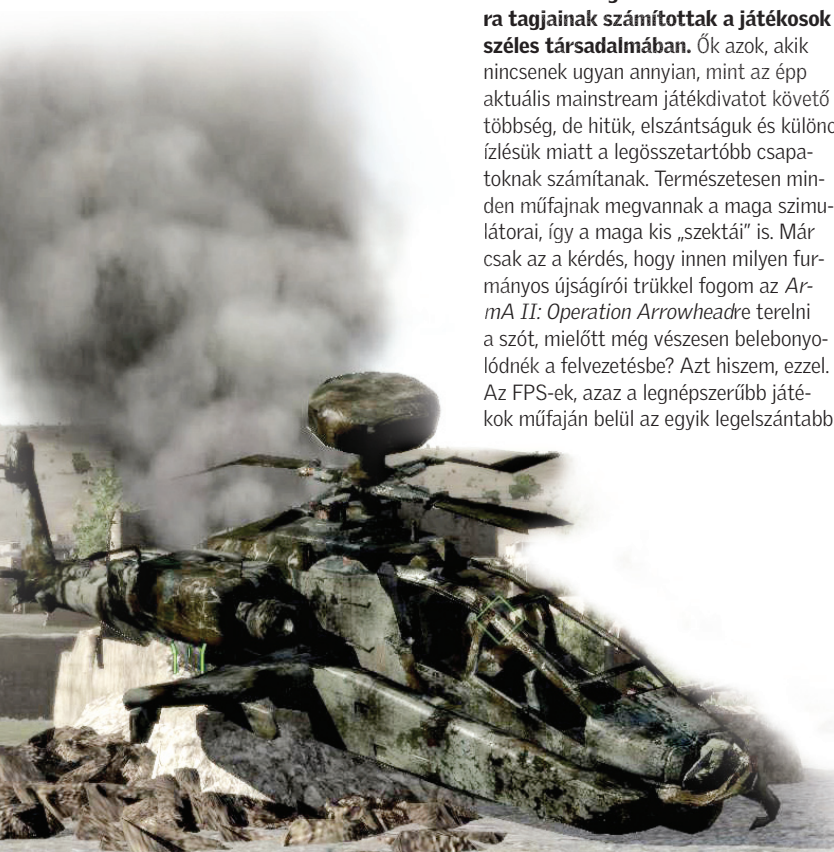 ra tagjainak számítottak a játékosok
széles társadalmában. Ők azok, akik
nincsenek ugyan annyian, mint az épp
aktuális mainstream játékdivatot követő
többség, de hitük, elszántságuk és különc
ízlésük miatt a legösszetartóbb csapa-
toknak számítanak. Természetesen min-
den műfajnak megvannak a maga szimu-
látorai, így a maga kis „szektái” is. Már
csak az a kérdés, hogy innen milyen fur-
mányos újságírói trükkel fogom az Ar-
mA II: Operation Arrowheadre terelni
a szót, mielőtt még vészesen belebonyo-
lódnék a felvezetésbe? Azt hiszem, ezzel.
Az FPS-ek, azaz a legnépszerűbb játé-
kok műfaján belül az egyik legelszántabb